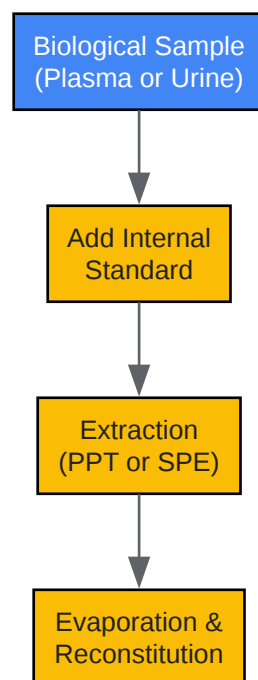 Biological Sample
(Plasma or Urine)
Add Internal
Standard
Extraction
(PPT or SPE)
Evaporation &
Reconstitution